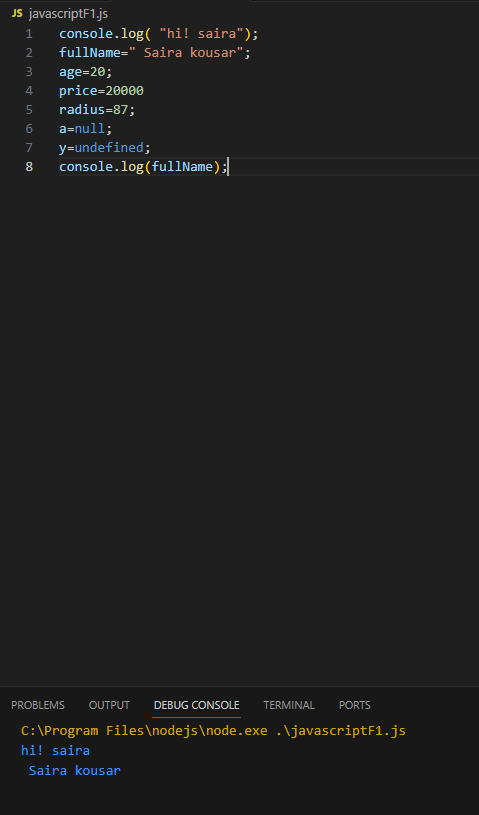 JS javascriptF1.js
1 console.log( "hi! saira");
2 fullName=" Saira kousar";
3 age=20;
4 price=20000
5 radius=87;
6 a=null;
7 y=undefined;
8 console.log(fullName);
PROBLEMS OUTPUT DEBUG CONSOLE TERMINAL PORTS
C:\Program Files\nodejs\node.exe .\javascriptF1.js
hi! saira
 Saira kousar